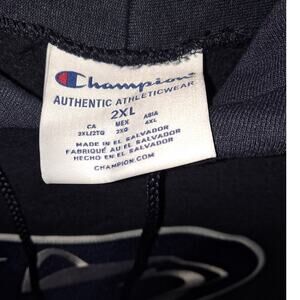 Champion
AUTHENTIC ATHLETICWEAR
2XL
CA MEX ASIA
3XL/2TG 2XG 4XL
MADE IN EL SALVADOR
FABRIQUÉ AU EL SALVADOR
HECHO EN EL SALVADOR
CHAMPION.COM